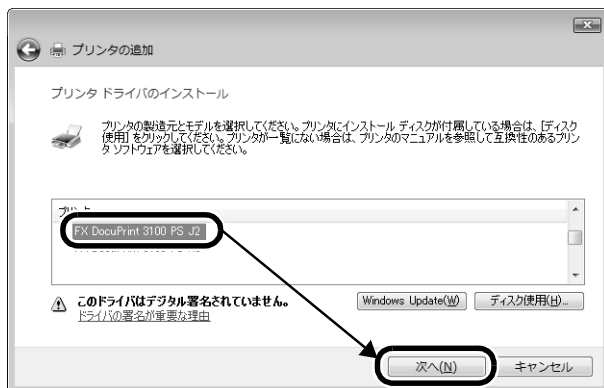 プリンタの追加
プリンタ ドライバのインストール
プリンタの製造元とモデルを選択してください。プリンタにインストール ディスクが付属している場合は、[ディスク
使用] をクリックしてください。プリンタが一覧にない場合は、プリンタのマニュアルを参照して互換性のあるプリン
タ ソフトウェアを選択してください。
FX DocuPrint 3100 PS J2
このドライバはデジタル署名されていません。
Windows Update(W)
ディスク使用(H)...
ドライバの署名が重要な理由
次へ(N)
キャンセル